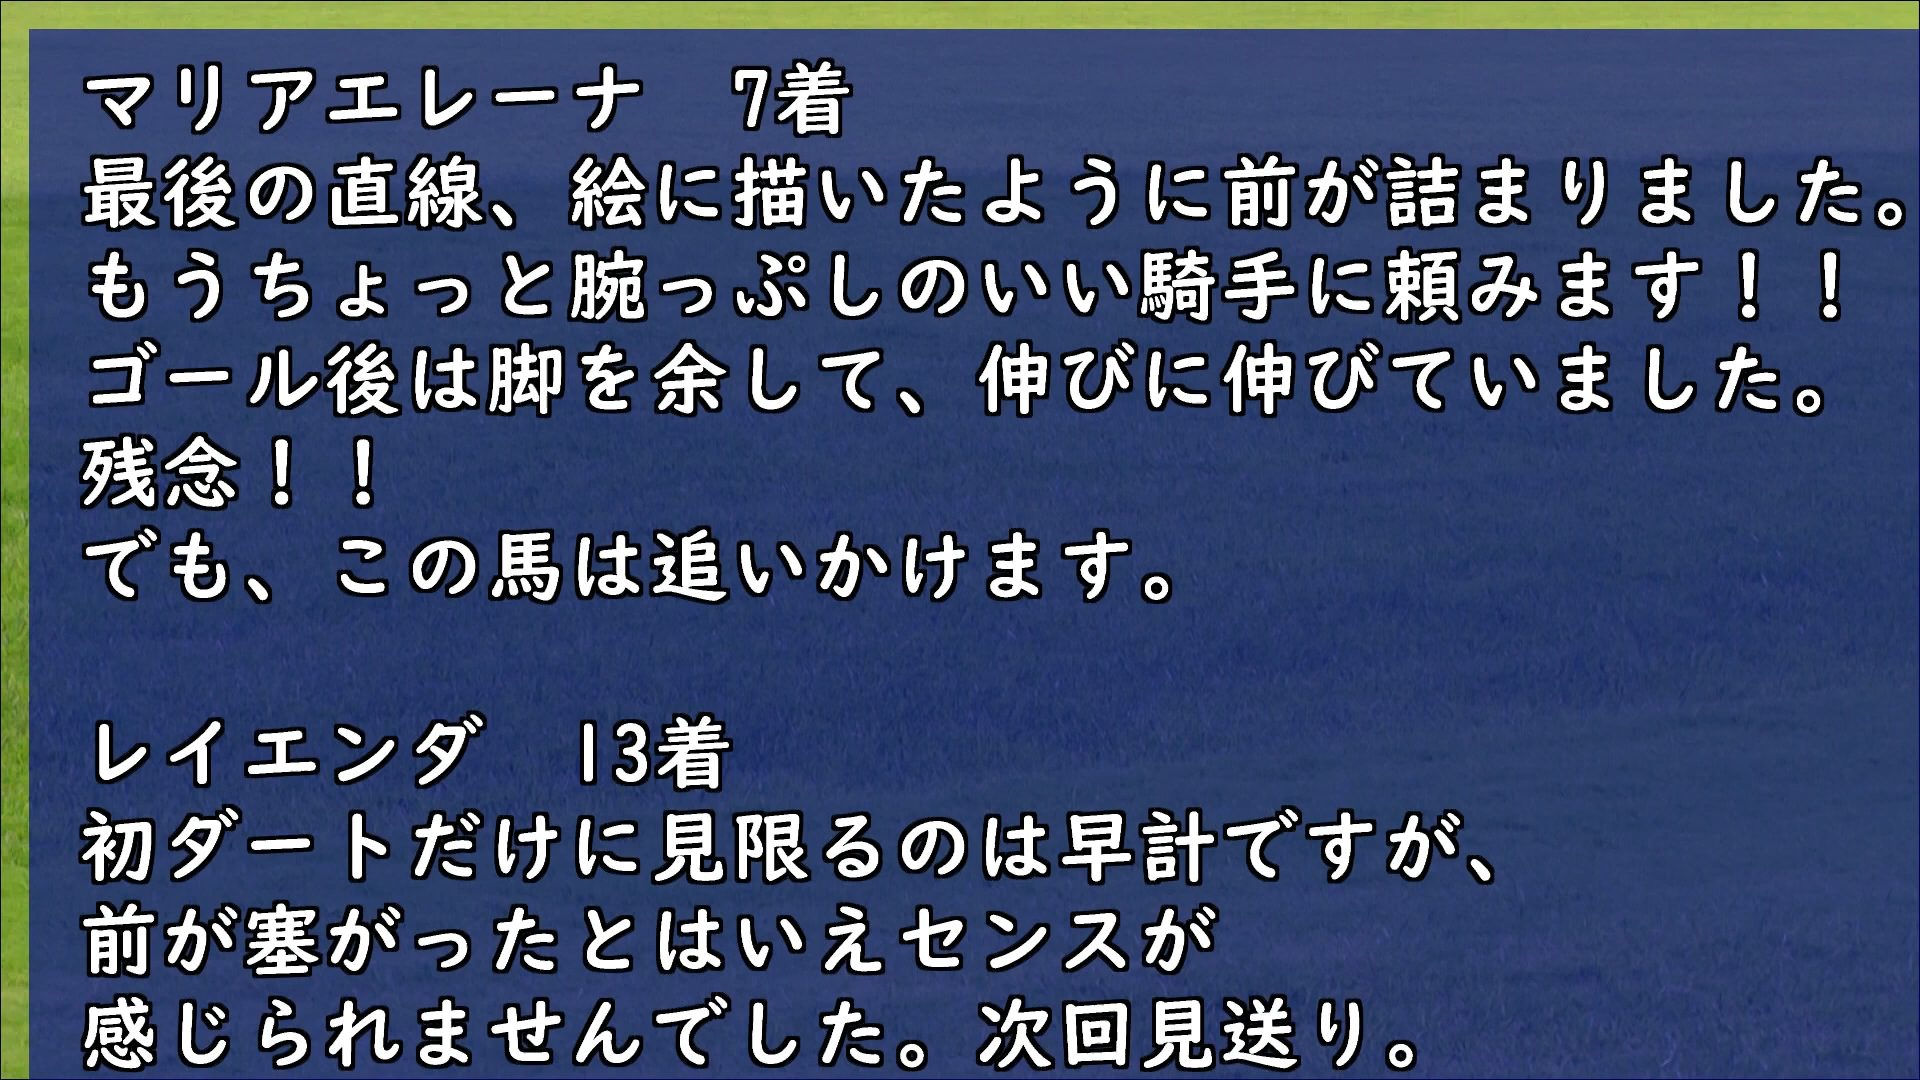 マリアエレーナ　7着
最後の直線、絵に描いたように前が詰まりました。
もうちょっと腕っぷしのいい騎手に頼みます！！
ゴール後は脚を余して、伸びに伸びていました。
残念！！
でも、この馬は追いかけます。
レイエンダ　13着
初ダートだけに見限るのは早計ですが、
前が塞がったとはいえセンスが
感じられませんでした。次回見送り。